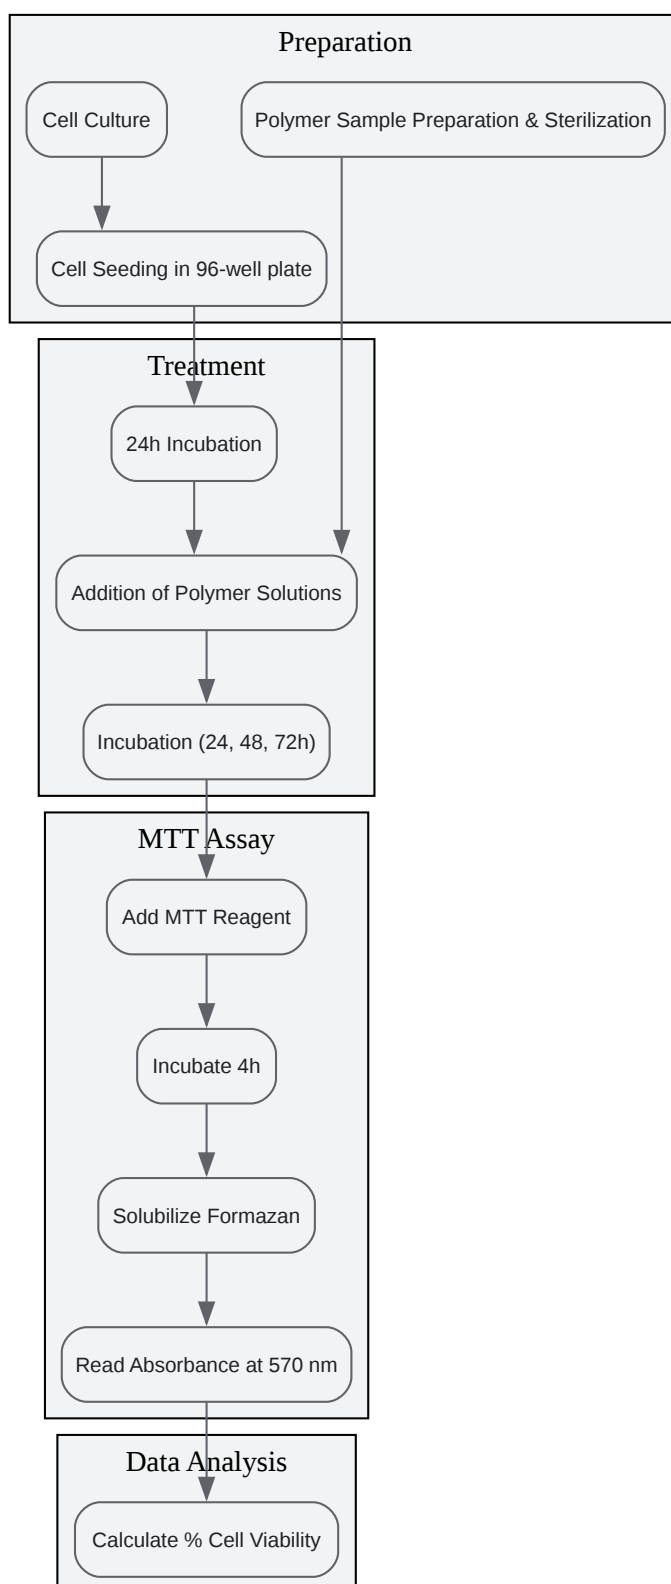 Preparation
Cell Culture
Polymer Sample Preparation & Sterilization
Cell Seeding in 96-well plate
Treatment
24h Incubation
Addition of Polymer Solutions
Incubation (24, 48, 72h)
MTT Assay
Add MTT Reagent
Incubate 4h
Solubilize Formazan
Read Absorbance at 570 nm
Data Analysis
Calculate % Cell Viability